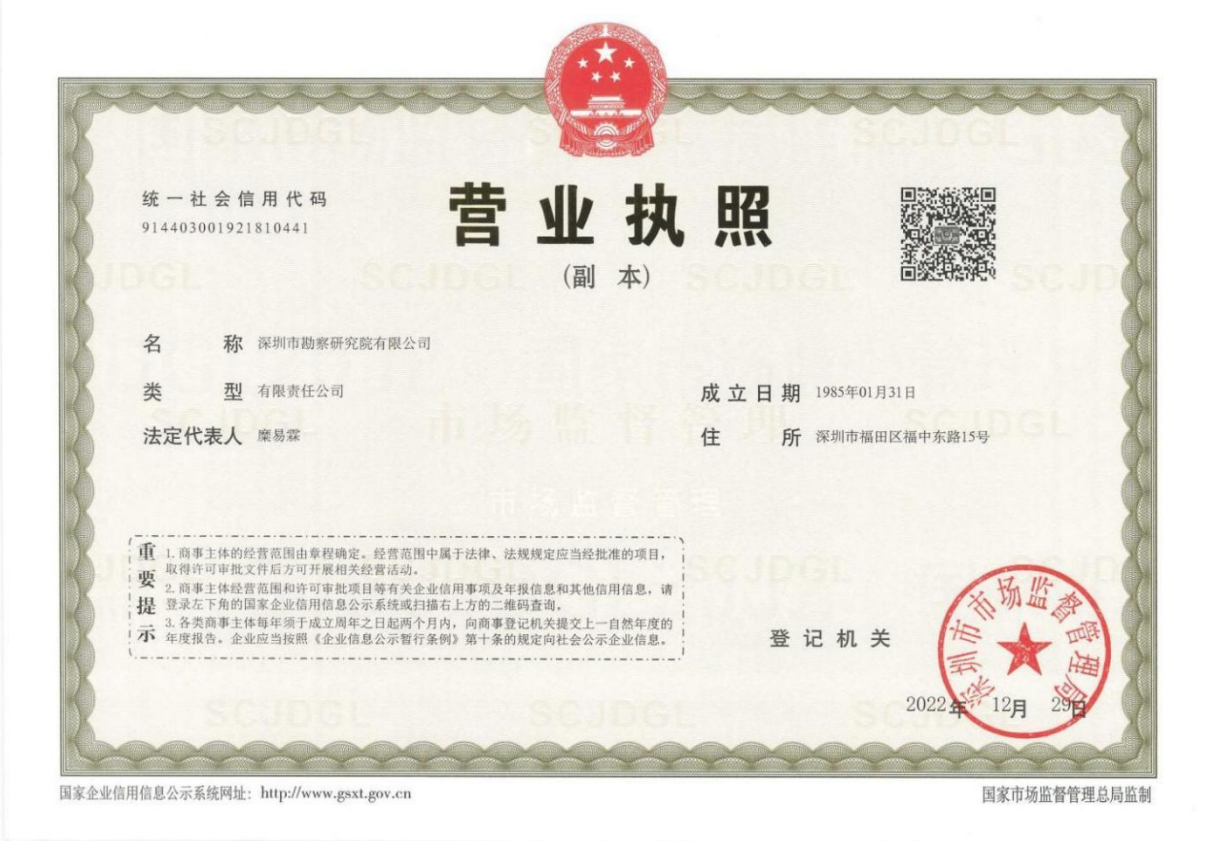 统一社会信用代码
914403001921810441
营业执照
(副 本)
名 称 深圳市勘察研究院有限公司
类 型 有限责任公司
成立日期 1985年01月31日
法定代表人 糜易霖
住 所 深圳市福田区福中东路15号
市场监督管理
市场监督管理
重要提示
1. 商事主体的经营范围由章程确定。经营范围中属于法律、法规规定应当经批准的项目，
取得许可审批文件后方可开展相关经营活动。
2. 商事主体经营范围和许可审批项目等有关企业信用事项及年报信息和其他信用信息，请
登录左下角的国家企业信用信息公示系统或扫描右上方的二维码查询。
3. 各类商事主体每年须于成立周年之日起两个月内，向商事登记机关提交上一自然年度的
年度报告。企业应当按照《企业信息公示暂行条例》第十条的规定向社会公示企业信息。
登记机关
深圳市市场监督管理局
2022年 12月 29日
国家企业信用信息公示系统网址：http://www.gsxt.gov.cn
国家市场监督管理总局监制
SCJDGL